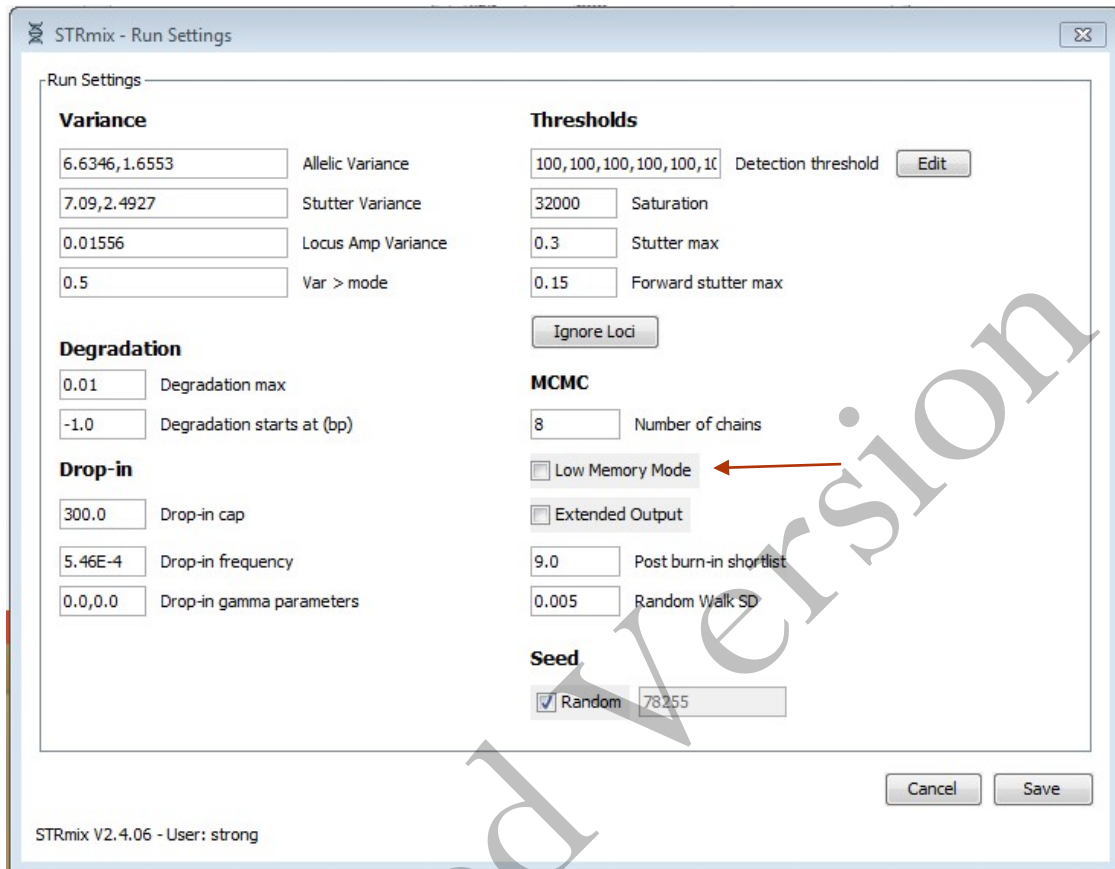 STRmix - Run Settings
Run Settings
Variance
6.6346,1.6553 Allelic Variance
7.09,2.4927 Stutter Variance
0.01556 Locus Amp Variance
0.5 Var > mode
Degradation
0.01 Degradation max
-1.0 Degradation starts at (bp)
Drop-in
300.0 Drop-in cap
5.46E-4 Drop-in frequency
0.0,0.0 Drop-in gamma parameters
Thresholds
100,100,100,100,100,10 Detection threshold Edit
32000 Saturation
0.3 Stutter max
0.15 Forward stutter max
Ignore Loci
MCMC
8 Number of chains
Low Memory Mode
Extended Output
9.0 Post burn-in shortlist
0.005 Random Walk SD
Seed
Random 78255
Cancel Save
STRmix V2.4.06 - User: strong
d Version